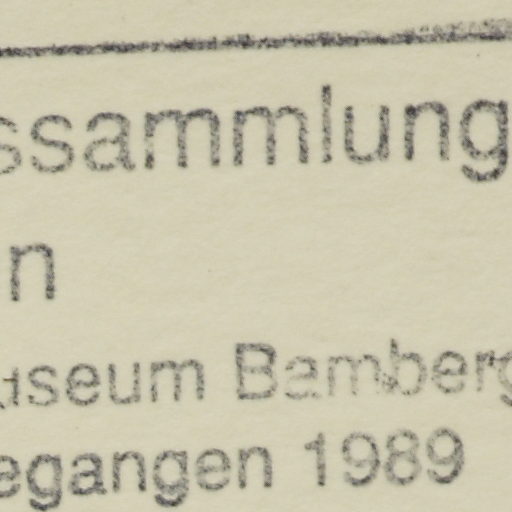 ssammlung
n
useum Bamberg
egangen 1989